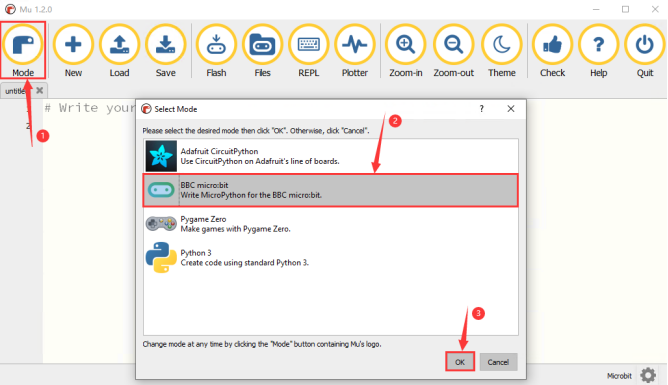 Mu 1.2.0
Mode
New
Load
Save
Flash
Files
REPL
Plotter
Zoom-in
Zoom-out
Theme
Check
Help
Quit
1
# Write your
2
1
Select Mode
?
Please select the desired mode then click "OK". Otherwise, click "Cancel".
2
Adafruit CircuitPython
Use CircuitPython on Adafruit's line of boards.
BBC micro:bit
Write MicroPython for the BBC micro:bit.
Pygame Zero
Make games with Pygame Zero.
Python 3
Create code using standard Python 3.
3
Change mode at any time by clicking the "Mode" button containing Mu's logo.
OK
Cancel
Microbit